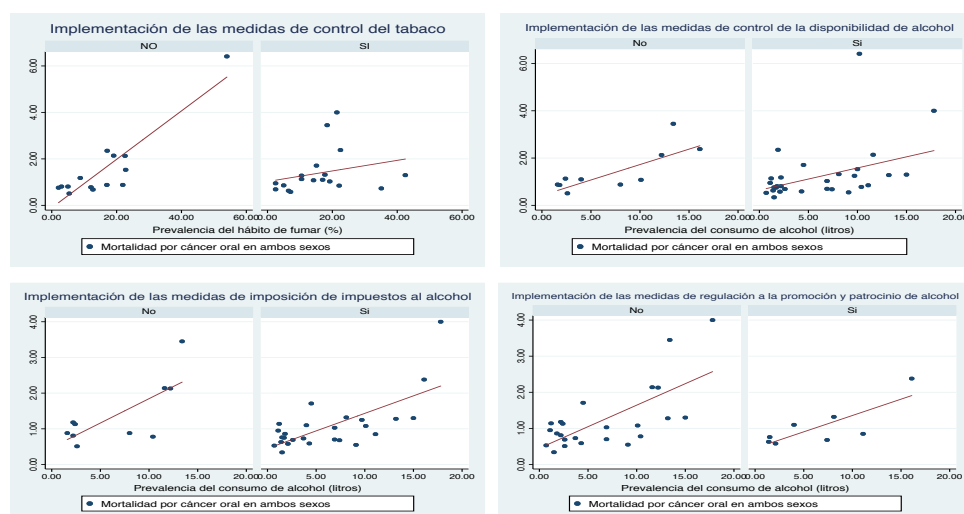 Implementación de las medidas de control del tabaco
NO SI
0.00 2.00 4.00 6.00
0.00 20.00 40.00 60.00 0.00 20.00 40.00 60.00
Prevalencia del hábito de fumar (%)
Mortalidad por cáncer oral en ambos sexos
Implementación de las medidas de control de la disponibilidad de alcohol
No Si
0.00 2.00 4.00 6.00
0.00 5.00 10.00 15.00 20.00 0.00 5.00 10.00 15.00 20.00
Prevalencia del consumo de alcohol (litros)
Mortalidad por cáncer oral en ambos sexos
Implementación de las medidas de imposición de impuestos al alcohol
No Si
0.00 1.00 2.00 3.00 4.00
0.00 5.00 10.00 15.00 20.00 0.00 5.00 10.00 15.00 20.00
Prevalencia del consumo de alcohol (litros)
Mortalidad por cáncer oral en ambos sexos
Implementación de las medidas de regulación a la promoción y patrocinio de alcohol
No Si
0.00 1.00 2.00 3.00 4.00
0.00 5.00 10.00 15.00 20.00 0.00 5.00 10.00 15.00 20.00
Prevalencia del consumo de alcohol (litros)
Mortalidad por cáncer oral en ambos sexos